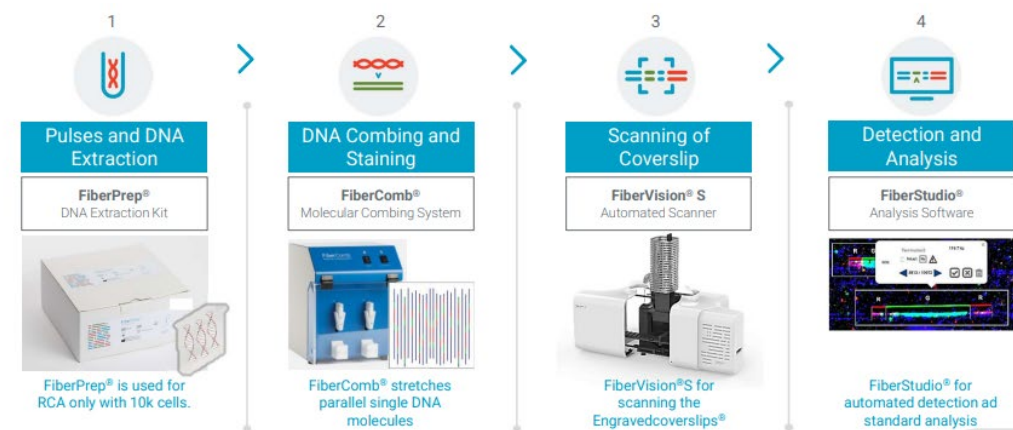 1
2
3
4
Pulses and DNA
Extraction
DNA Combing and
Staining
Scanning of
Coverslip
Detection and
Analysis
FiberPrep®
DNA Extraction Kit
FiberComb®
Molecular Combing System
FiberVision® S
Automated Scanner
FiberStudio®
Analysis Software
FiberComb
R
R
G
R
FiberPrep® is used for
RCA only with 10k cells.
FiberComb® stretches
parallel single DNA
molecules
FiberVision®S for
scanning the
Engravedcoverslips®
FiberStudio® for
automated detection ad
standard analysis